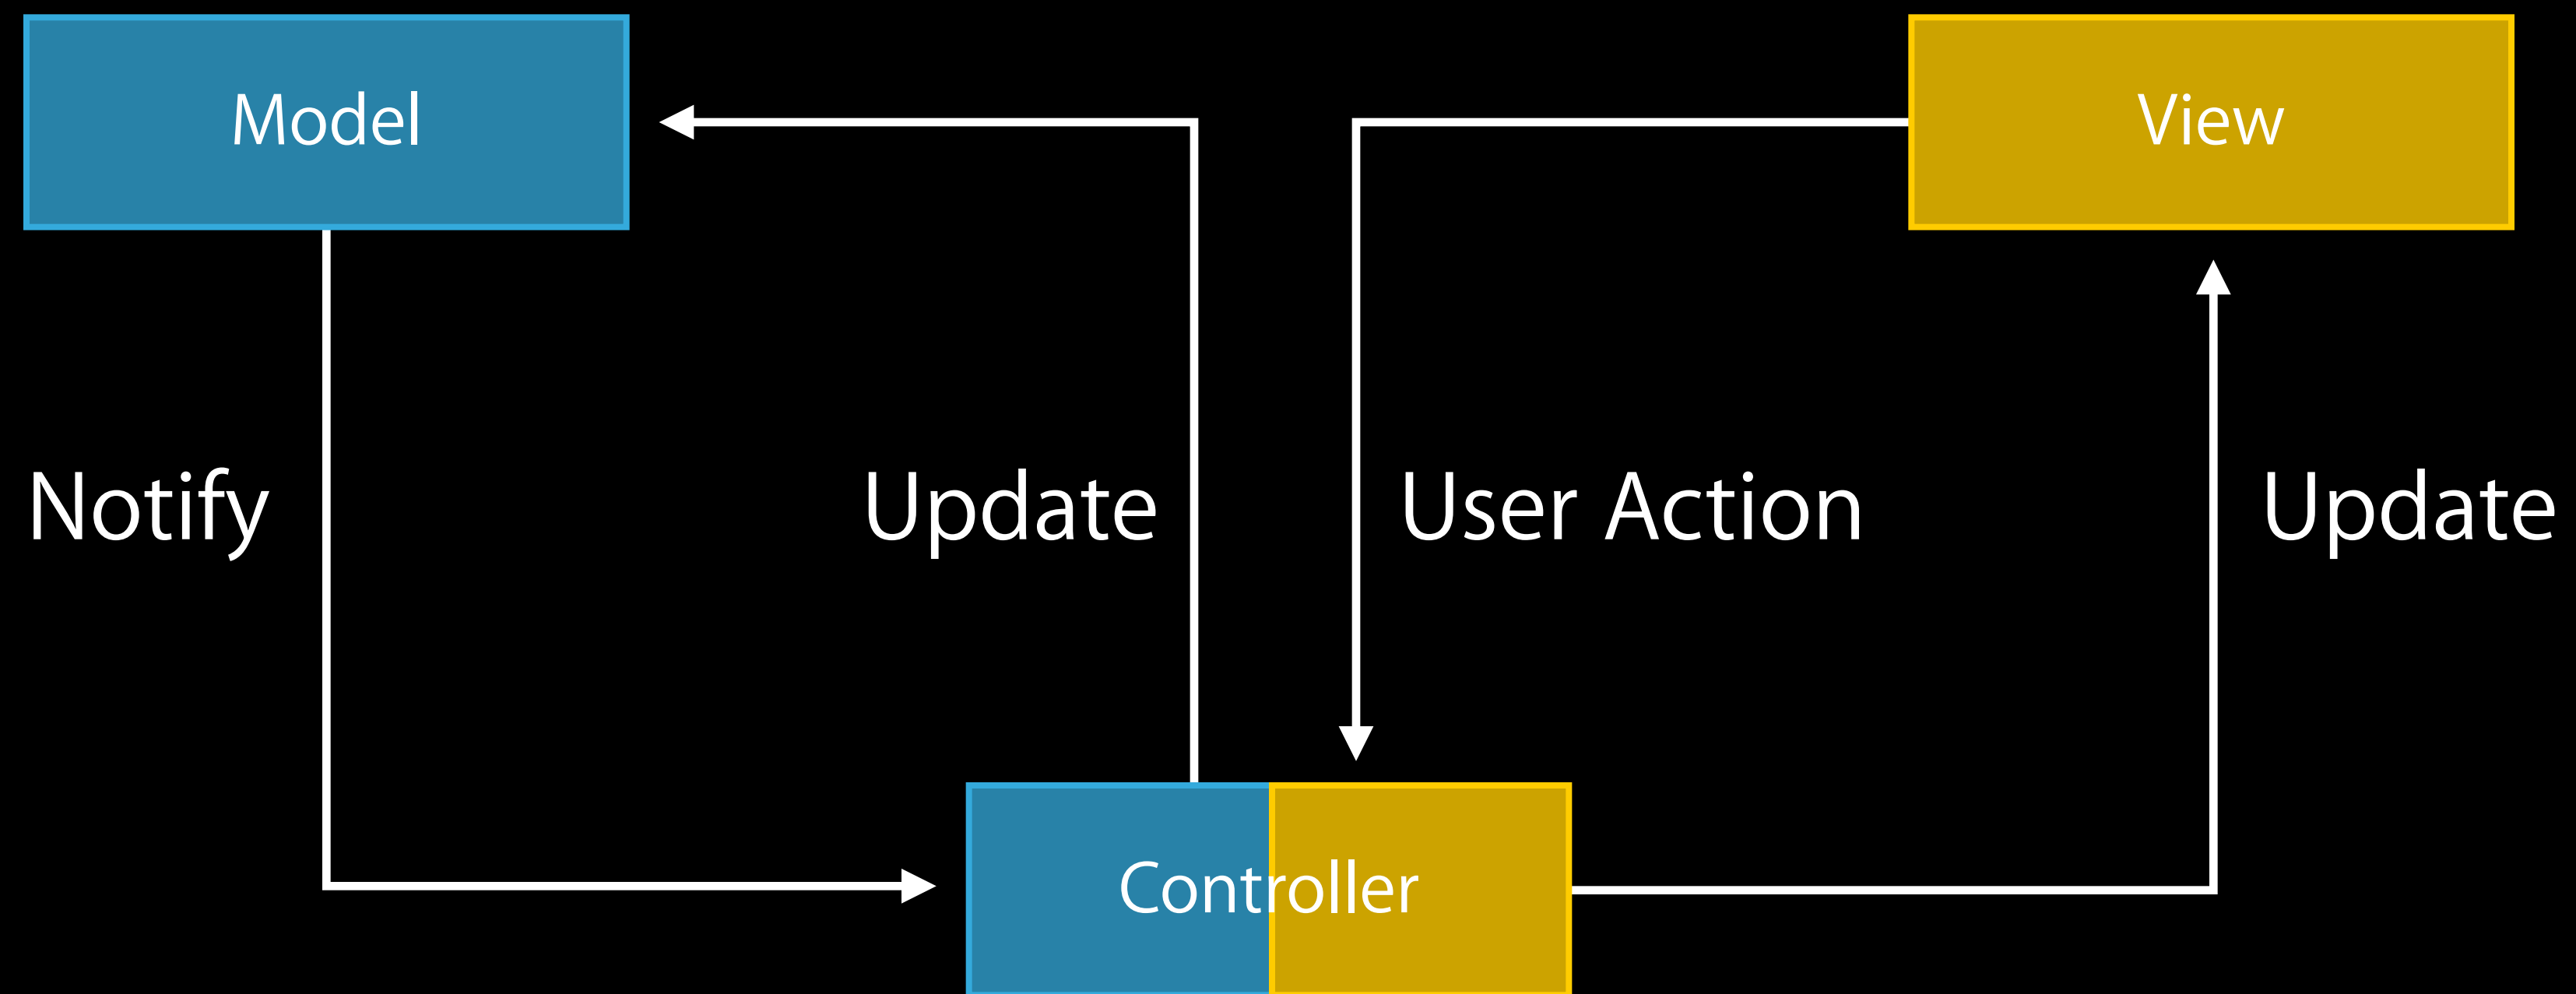 Model
View
Notify
Update
User Action
Update
Controller